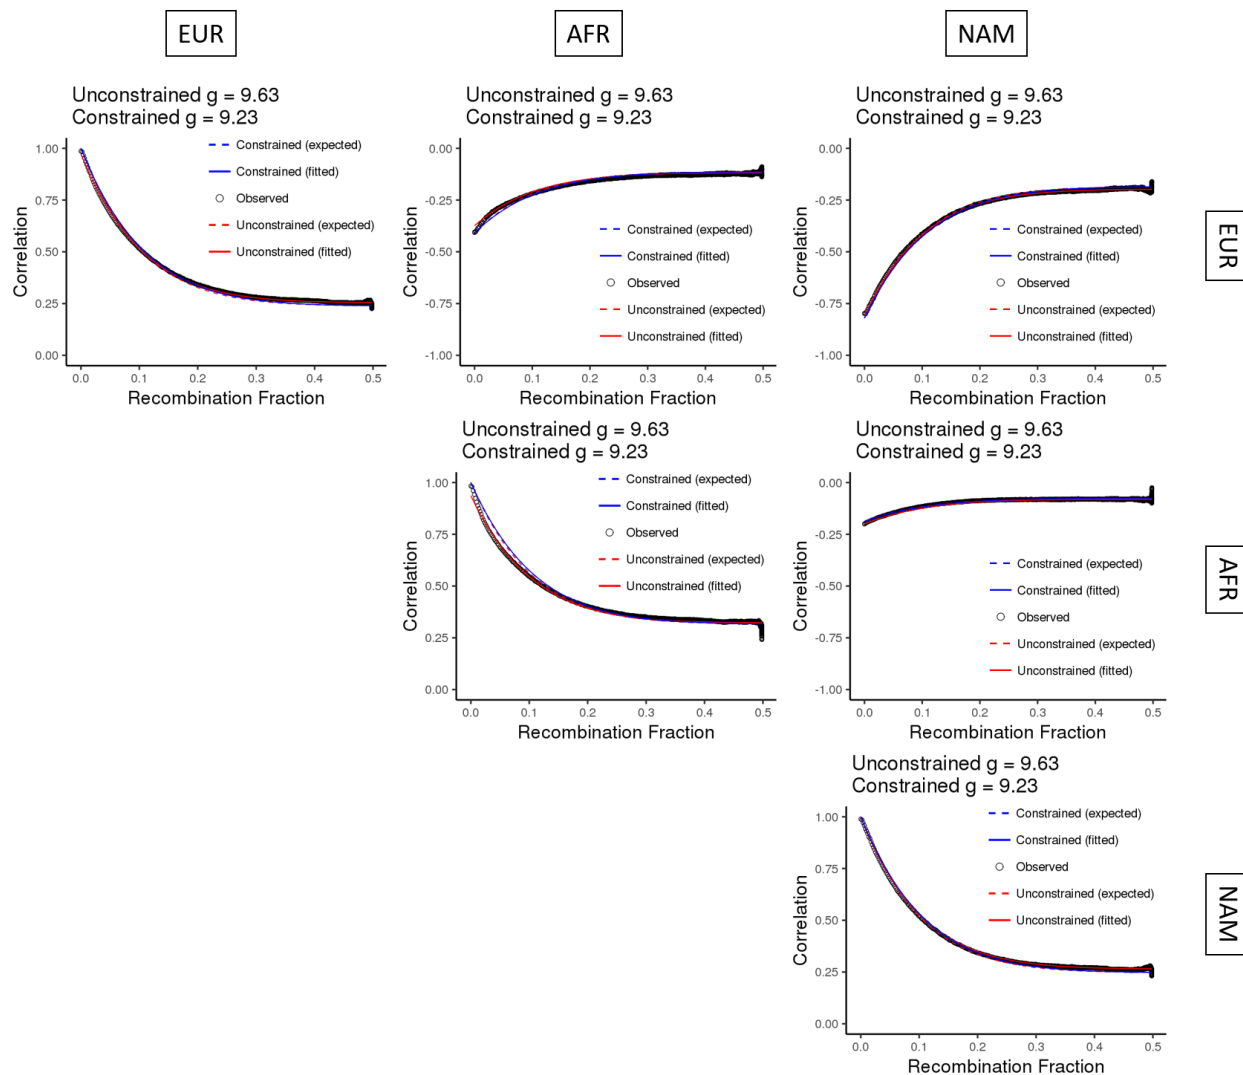 EUR
AFR
NAM
Unconstrained g = 9.63
Constrained g = 9.23
1.00
0.75
0.50
0.25
0.00
Correlation
Constrained (expected)
Constrained (fitted)
Observed
Unconstrained (expected)
Unconstrained (fitted)
0.0
0.1
0.2
0.3
0.4
0.5
Recombination Fraction
Unconstrained g = 9.63
Constrained g = 9.23
0.00
-0.25
-0.50
-0.75
-1.00
Correlation
Constrained (expected)
Constrained (fitted)
Observed
Unconstrained (expected)
Unconstrained (fitted)
0.0
0.1
0.2
0.3
0.4
0.5
Recombination Fraction
Unconstrained g = 9.63
Constrained g = 9.23
0.00
-0.25
-0.50
-0.75
-1.00
Correlation
Constrained (expected)
Constrained (fitted)
Observed
Unconstrained (expected)
Unconstrained (fitted)
0.0
0.1
0.2
0.3
0.4
0.5
Recombination Fraction
EUR
Unconstrained g = 9.63
Constrained g = 9.23
1.00
0.75
0.50
0.25
0.00
Correlation
Constrained (expected)
Constrained (fitted)
Observed
Unconstrained (expected)
Unconstrained (fitted)
0.0
0.1
0.2
0.3
0.4
0.5
Recombination Fraction
Unconstrained g = 9.63
Constrained g = 9.23
0.00
-0.25
-0.50
-0.75
-1.00
Correlation
Constrained (expected)
Constrained (fitted)
Observed
Unconstrained (expected)
Unconstrained (fitted)
0.0
0.1
0.2
0.3
0.4
0.5
Recombination Fraction
AFR
Unconstrained g = 9.63
Constrained g = 9.23
1.00
0.75
0.50
0.25
0.00
Correlation
Constrained (expected)
Constrained (fitted)
Observed
Unconstrained (expected)
Unconstrained (fitted)
0.0
0.1
0.2
0.3
0.4
0.5
Recombination Fraction
NAM